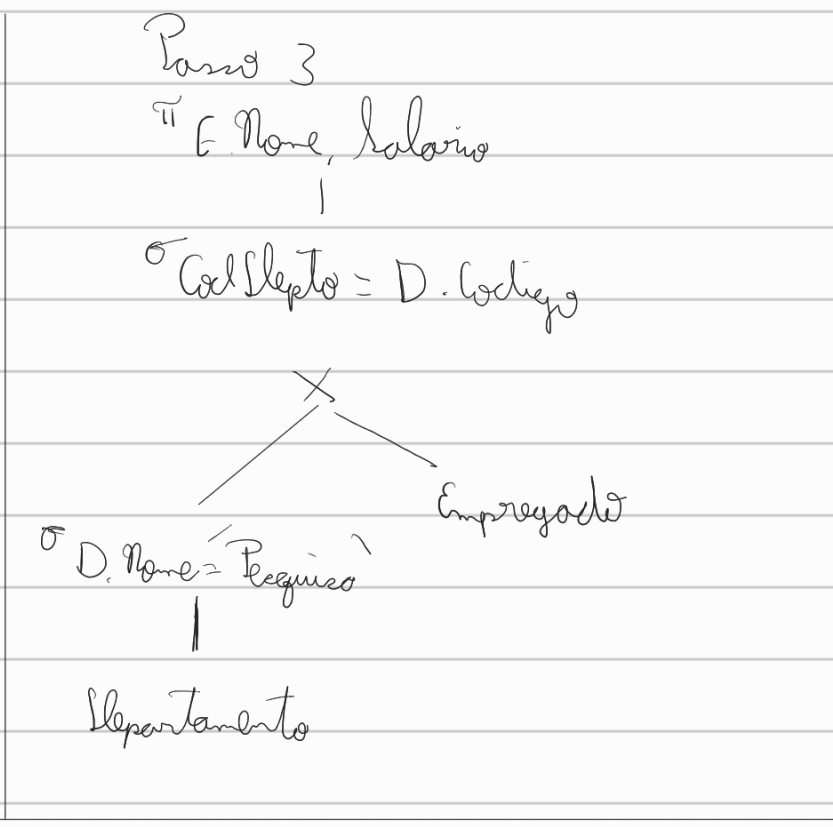 Passo 3
π E.Nome, Salario
σ CodDepto = D.Codigo
X
Empregado
σ D.Nome = 'Pesquisa'
Departamento